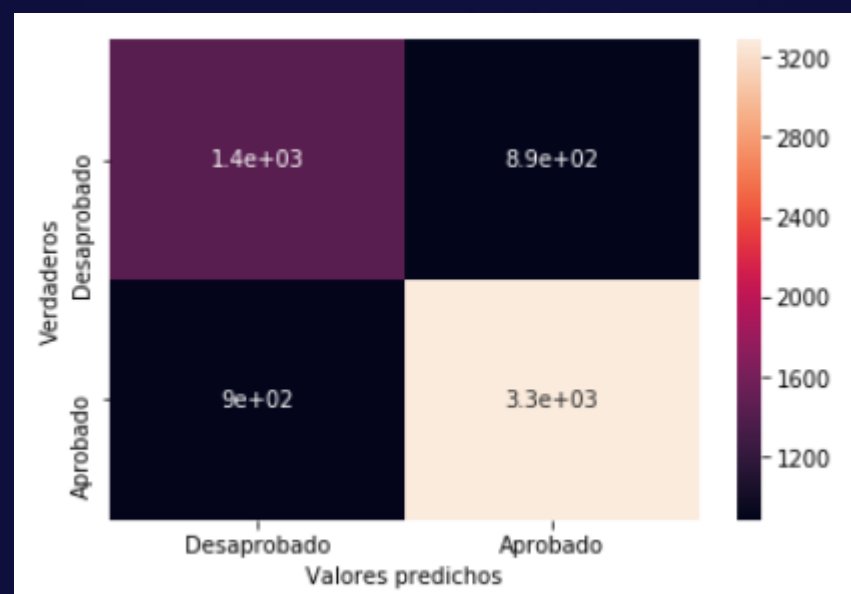 Verdaderos
Desaprobado
Aprobado
1.4e+03
8.9e+02
9e+02
3.3e+03
Desaprobado
Aprobado
Valores predichos
3200
2800
2400
2000
1600
1200